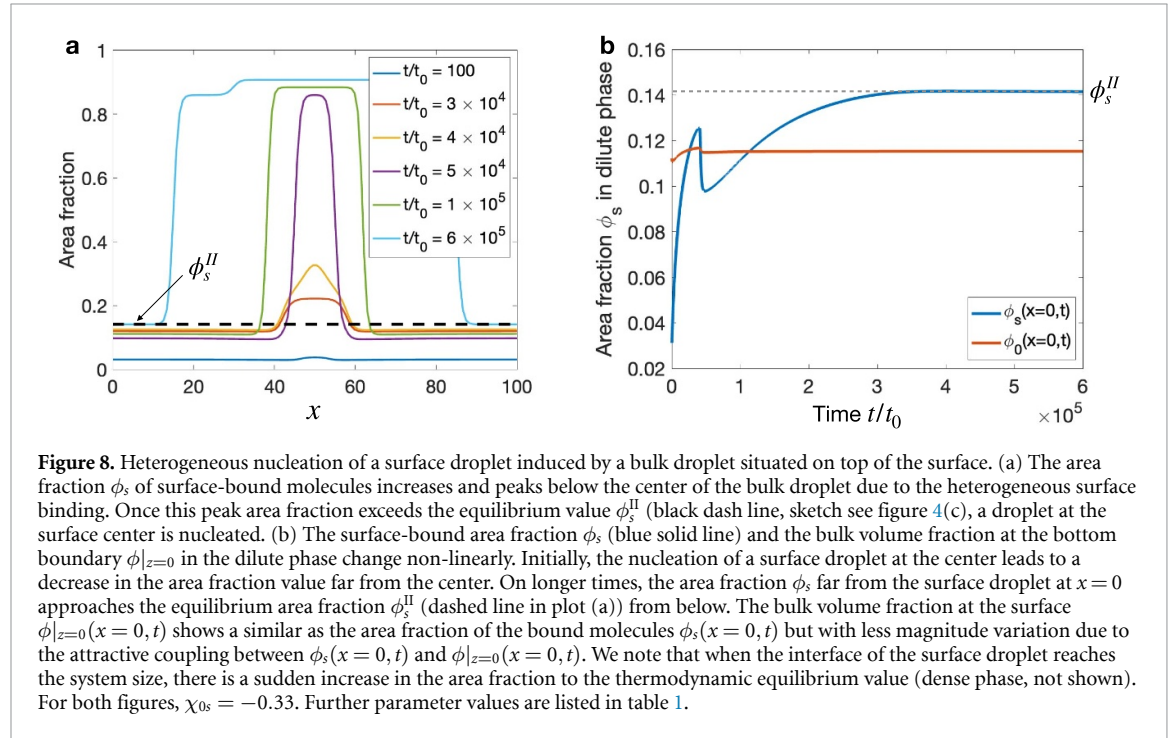 a
b
1
0.8
0.6
0.4
0.2
0
Area fraction
0
20
40
60
80
100
x
t/t0 = 100
t/t0 = 3 × 10^4
t/t0 = 4 × 10^4
t/t0 = 5 × 10^4
t/t0 = 1 × 10^5
t/t0 = 6 × 10^5
ϕ_s^II
0.16
0.14
0.12
0.1
0.08
0.06
0.04
0.02
Area fraction ϕ_s in dilute phase
ϕ_s^II
ϕ_s(x=0,t)
ϕ_0(x=0,t)
0
1
2
3
4
5
6
Time t/t0
×10^5
Figure 8. Heterogeneous nucleation of a surface droplet induced by a bulk droplet situated on top of the surface. (a) The area
fraction ϕ_s of surface-bound molecules increases and peaks below the center of the bulk droplet due to the heterogeneous surface
binding. Once this peak area fraction exceeds the equilibrium value ϕ_s^II (black dash line, sketch see figure 4(c), a droplet at the
surface center is nucleated. (b) The surface-bound area fraction ϕ_s (blue solid line) and the bulk volume fraction at the bottom
boundary ϕ|z=0 in the dilute phase change non-linearly. Initially, the nucleation of a surface droplet at the center leads to a
decrease in the area fraction value far from the center. On longer times, the area fraction ϕ_s far from the surface droplet at x = 0
approaches the equilibrium area fraction ϕ_s^II (dashed line in plot (a)) from below. The bulk volume fraction at the surface
ϕ|z=0(x = 0, t) shows a similar as the area fraction of the bound molecules ϕ_s(x = 0, t) but with less magnitude variation due to
the attractive coupling between ϕ_s(x = 0, t) and ϕ|z=0(x = 0, t). We note that when the interface of the surface droplet reaches
the system size, there is a sudden increase in the area fraction to the thermodynamic equilibrium value (dense phase, not shown).
For both figures, χ_0s = −0.33. Further parameter values are listed in table 1.